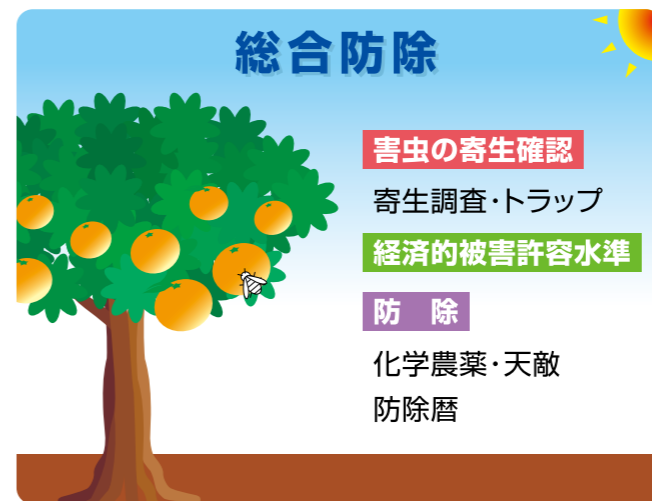 総合防除
害虫の寄生確認
寄生調査・トラップ
経済的被害許容水準
防　除
化学農薬・天敵
防除暦